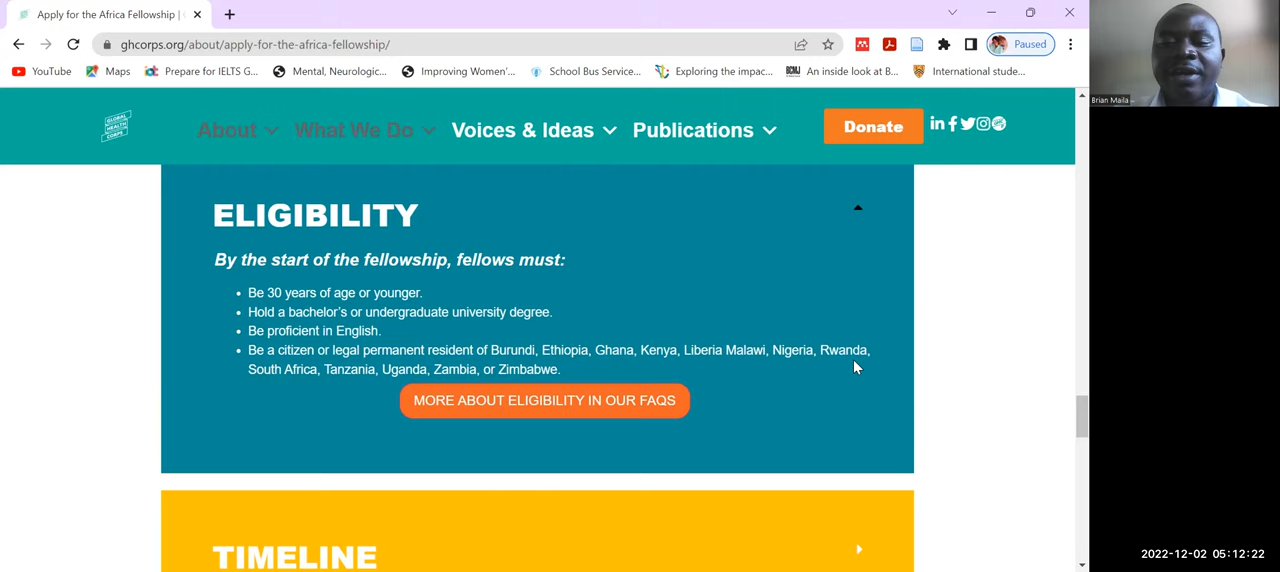 Apply for the Africa Fellowship |
ghcorps.org/about/apply-for-the-africa-fellowship/
Paused
YouTube
Maps
Prepare for IELTS G...
Mental, Neurologic...
Improving Women'...
School Bus Service...
Exploring the impac...
BCMJ
An inside look at B...
International stude...
GLOBAL
HEALTH
CORPS
About
What We Do
Voices & Ideas
Publications
Donate
Brian Maila
ELIGIBILITY
By the start of the fellowship, fellows must:
• Be 30 years of age or younger.
• Hold a bachelor's or undergraduate university degree.
• Be proficient in English.
• Be a citizen or legal permanent resident of Burundi, Ethiopia, Ghana, Kenya, Liberia Malawi, Nigeria, Rwanda,
South Africa, Tanzania, Uganda, Zambia, or Zimbabwe.
MORE ABOUT ELIGIBILITY IN OUR FAQS
TIMELINE
2022-12-02 05:12:22